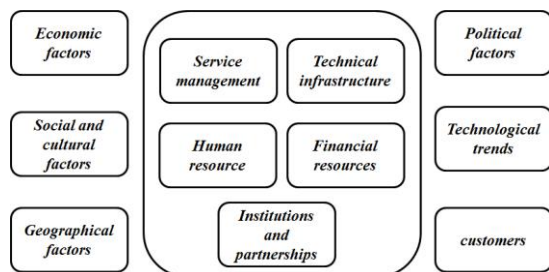 Economic
factors
Service
management
Technical
infrastructure
Political
factors
Social and
cultural
factors
Human
resource
Financial
resources
Technological
trends
Geographical
factors
Institutions
and
partnerships
customers